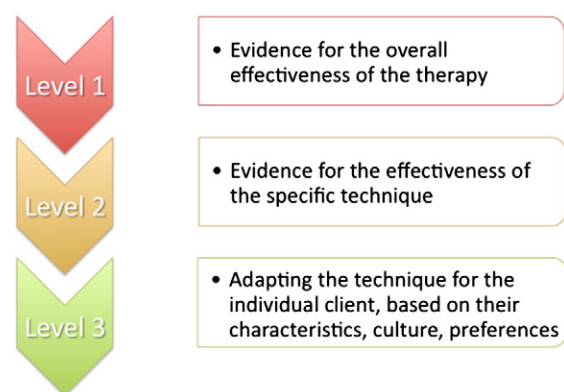 Level 1
• Evidence for the overall
effectiveness of the therapy
Level 2
• Evidence for the effectiveness of
the specific technique
Level 3
• Adapting the technique for the
individual client, based on their
characteristics, culture, preferences